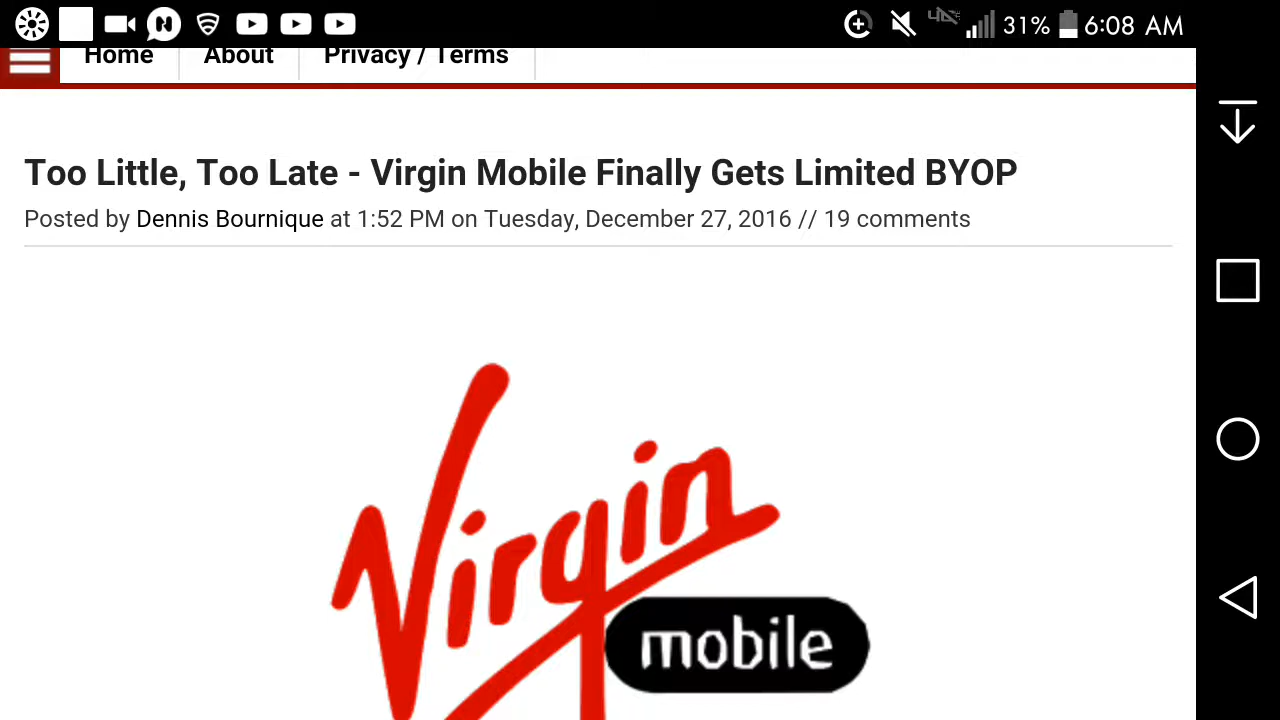 31% 6:08 AM
Home About Privacy / Terms
Too Little, Too Late - Virgin Mobile Finally Gets Limited BYOP
Posted by Dennis Bournique at 1:52 PM on Tuesday, December 27, 2016 // 19 comments
Virgin
mobile